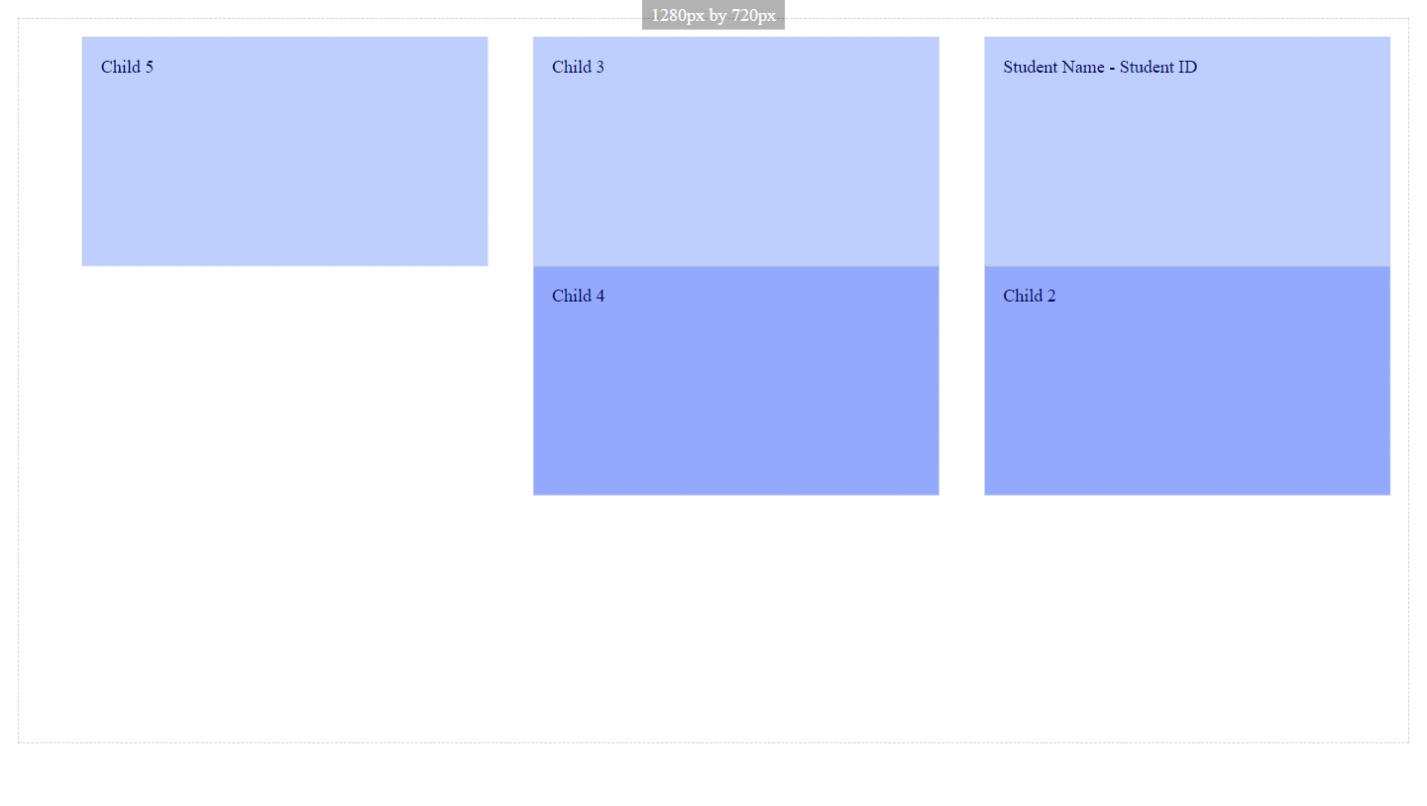 1280px by 720px
Child 5
Child 3
Student Name - Student ID
Child 4
Child 2